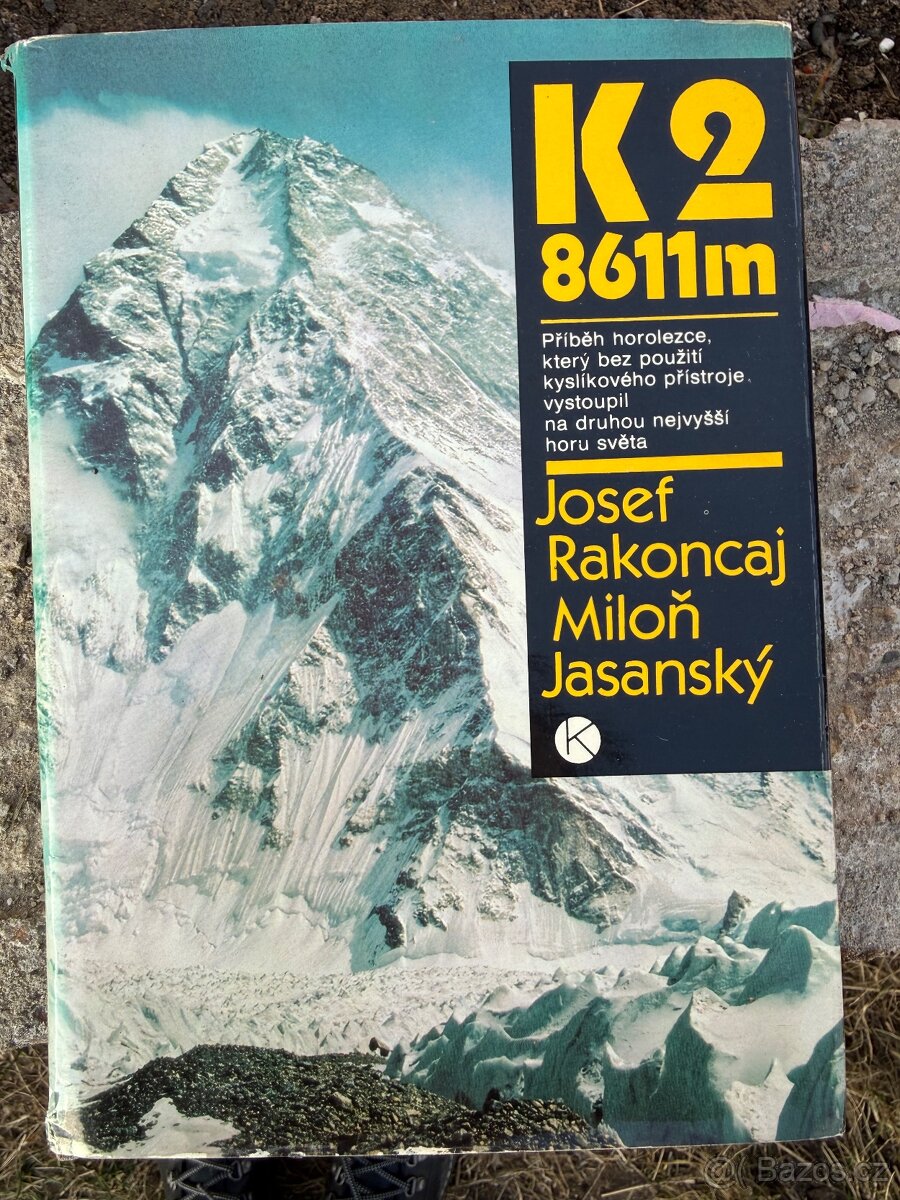 K2
8611m
Příběh horolezce,
který bez použití
kyslíkového přístroje
vystoupil
na druhou nejvyšší
horu světa
Josef
Rakoncaj
Miloň
Jasanský
K
Bazos.cz